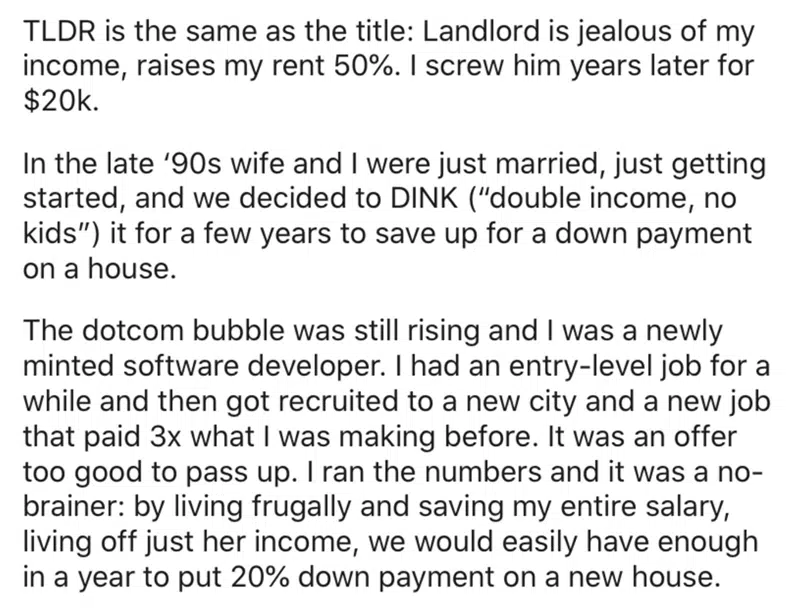 TLDR is the same as the title: Landlord is jealous of my
income, raises my rent 50%. I screw him years later for
$20k.
In the late ‘90s wife and I were just married, just getting
started, and we decided to DINK (“double income, no
kids”) it for a few years to save up for a down payment
on a house.
The dotcom bubble was still rising and I was a newly
minted software developer. I had an entry-level job for a
while and then got recruited to a new city and a new job
that paid 3x what I was making before. It was an offer
too good to pass up. I ran the numbers and it was a no-
brainer: by living frugally and saving my entire salary,
living off just her income, we would easily have enough
in a year to put 20% down payment on a new house.